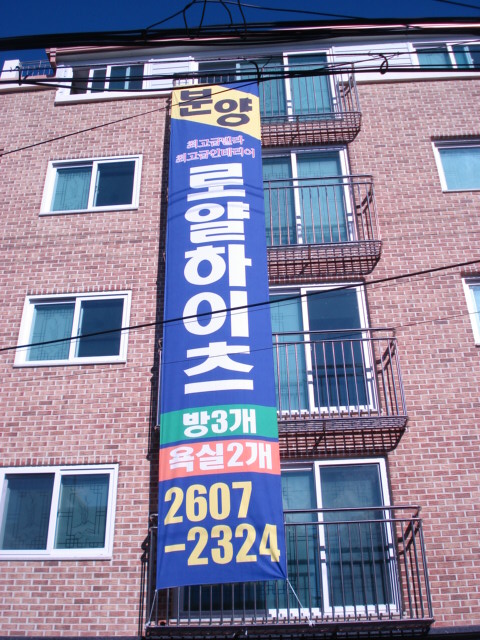 분양
최고급빌라
최고급인테리어
로얄하이츠
방3개
욕실2개
2607
-2324